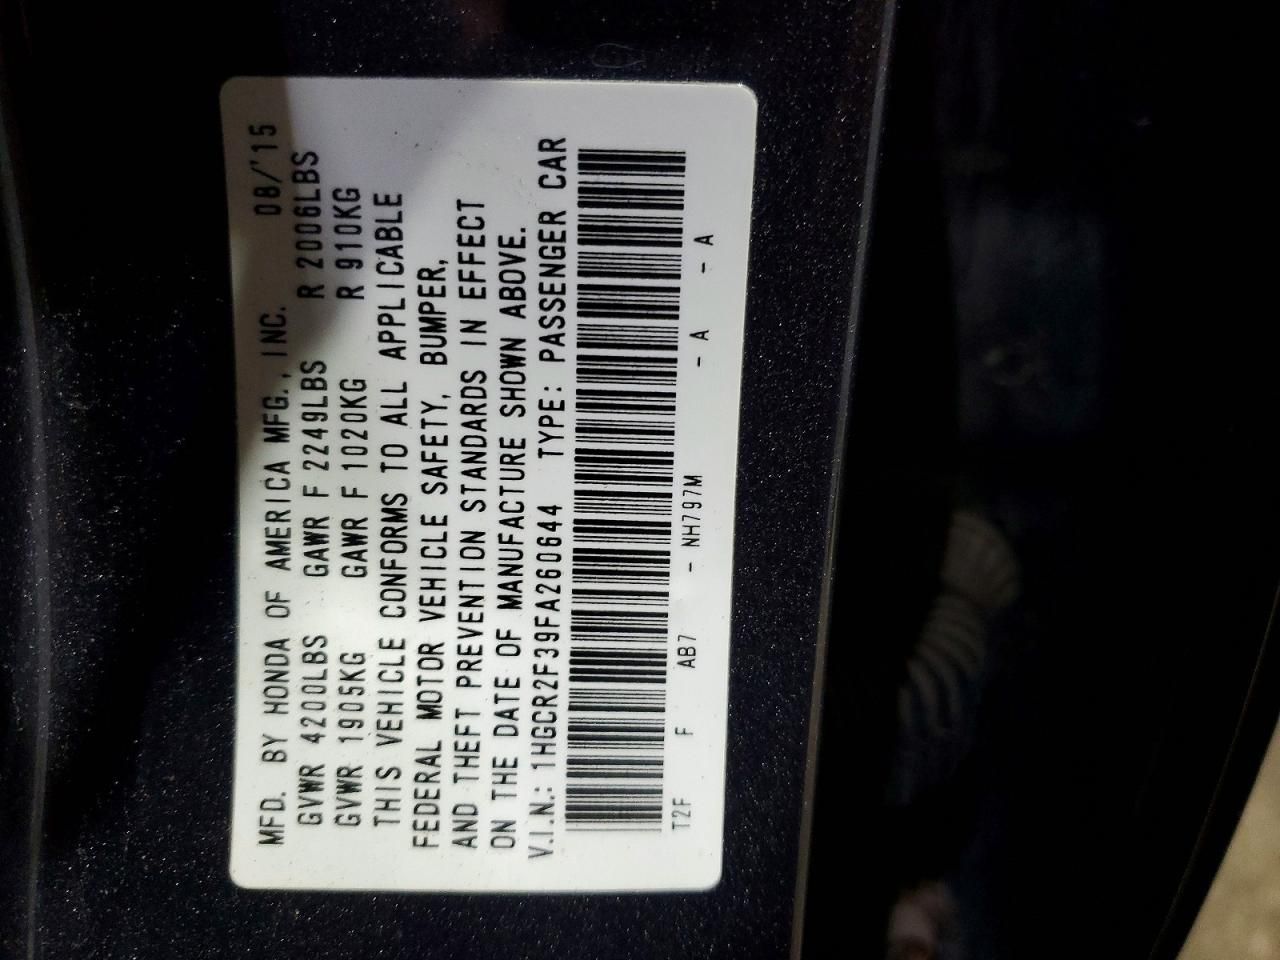 MFD. BY HONDA OF AMERICA MFG., INC. 08/'15
GVWR 4200LBS GAWR F 2249LBS R 2006LBS
GVWR 1905KG GAWR F 1020KG R 910KG
THIS VEHICLE CONFORMS TO ALL APPLICABLE
FEDERAL MOTOR VEHICLE SAFETY, BUMPER,
AND THEFT PREVENTION STANDARDS IN EFFECT
ON THE DATE OF MANUFACTURE SHOWN ABOVE.
V.I.N.: 1HGCR2F39FA260644 TYPE: PASSENGER CAR
T2F F AB7 - NH797M - A - A